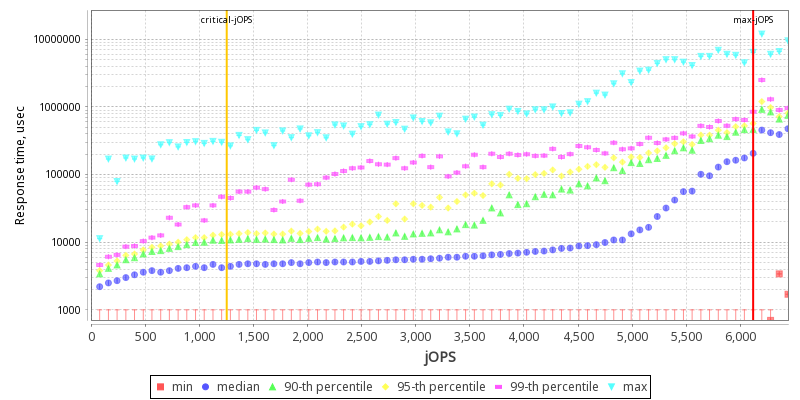 critical-jOPS
max-jOPS
Response time, usec
10000000
1000000
100000
10000
1000
0
500
1,000
1,500
2,000
2,500
3,000
3,500
4,000
4,500
5,000
5,500
6,000
jOPS
min
median
90-th percentile
95-th percentile
99-th percentile
max